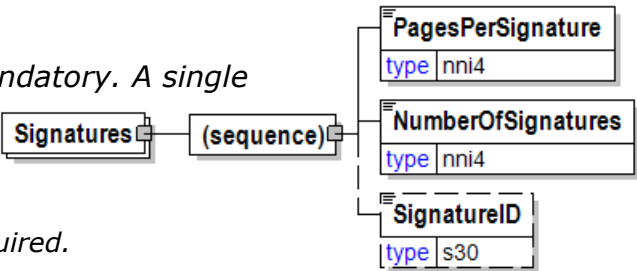 PagesPerSignature
type nni4
ndatory. A single
Signatures (sequence) NumberOfSignatures
type nni4
SignatureID
uired.
type s30